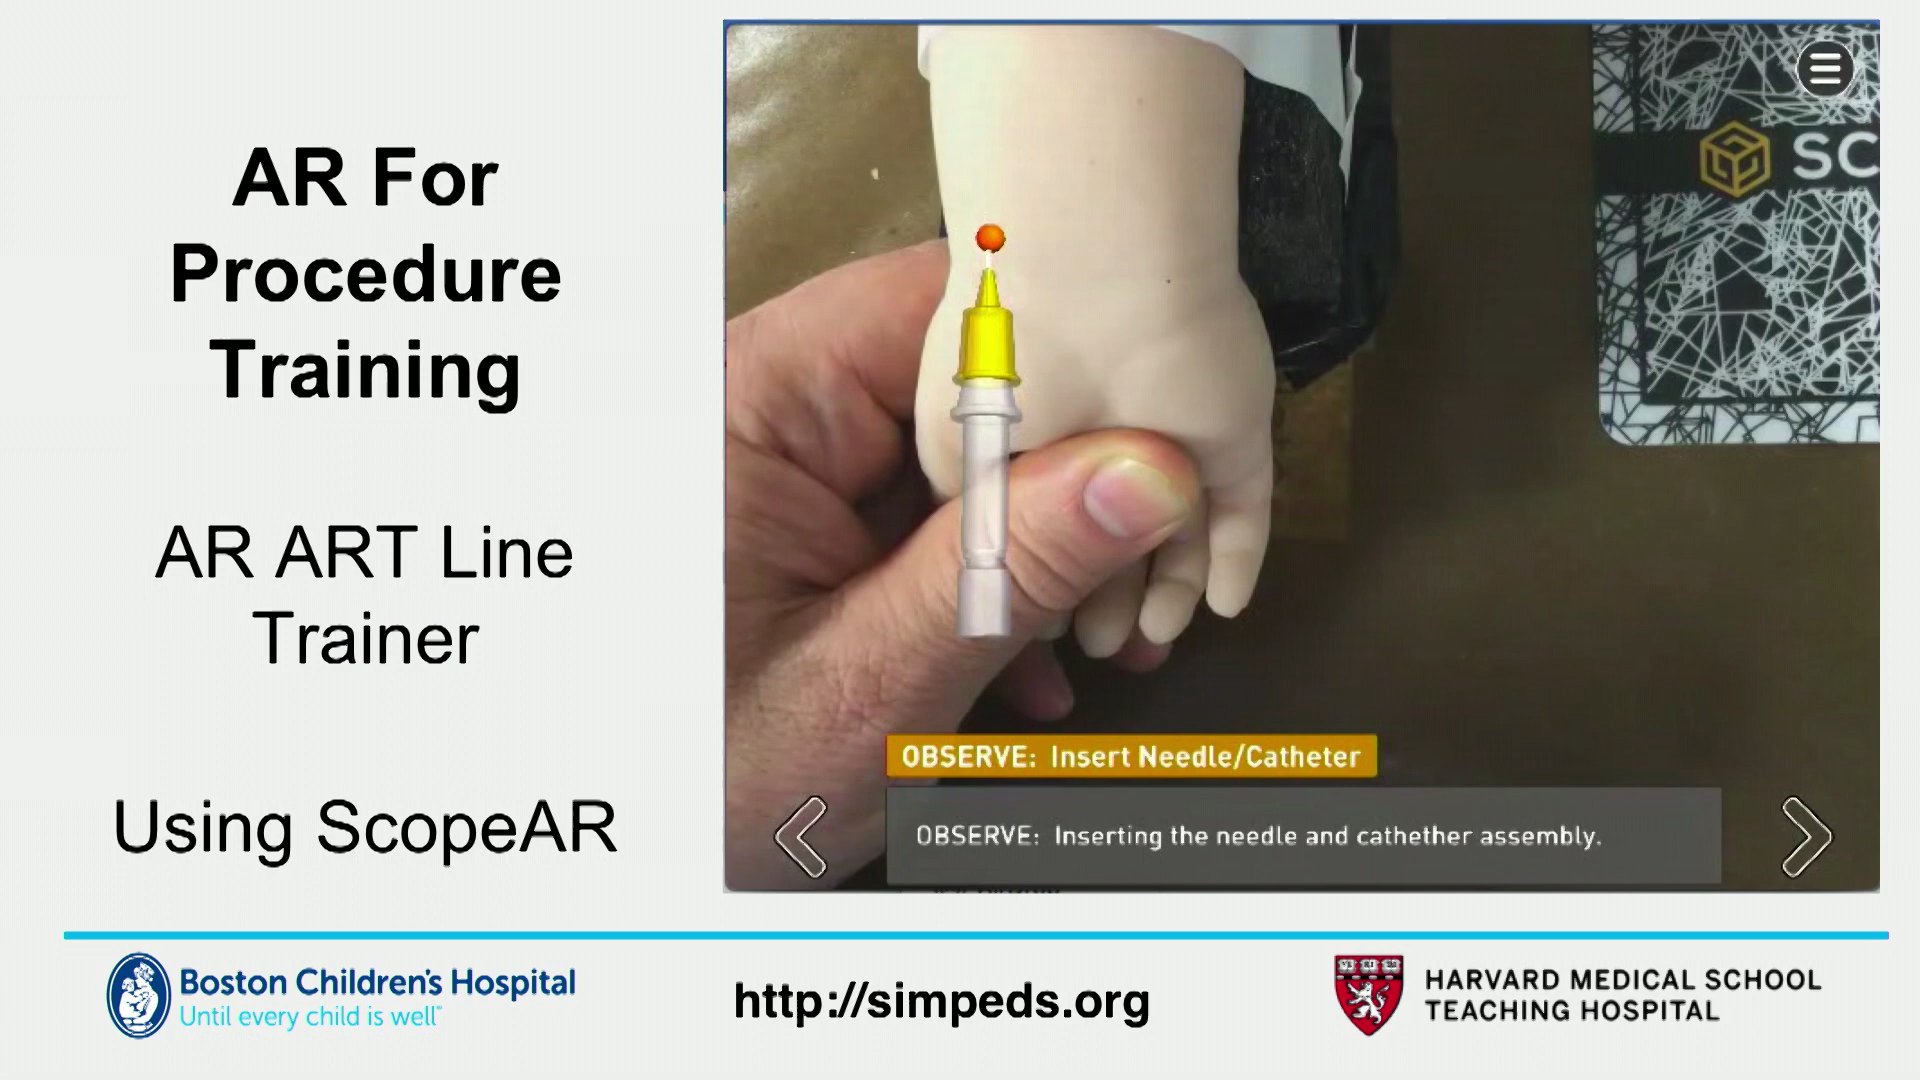 AR For
Procedure
Training
AR ART Line
Trainer
Using ScopeAR
SC
OBSERVE: Insert Needle/Catheter
OBSERVE: Inserting the needle and cathether assembly.
Boston Children's Hospital
Until every child is well™
http://simpeds.org
HARVARD MEDICAL SCHOOL
TEACHING HOSPITAL